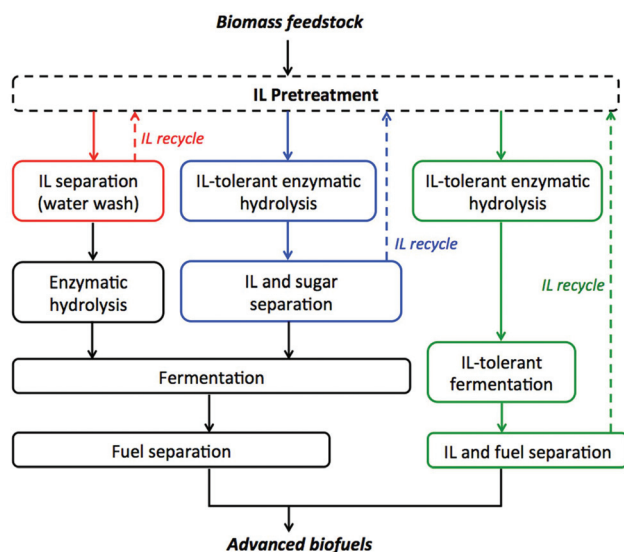 Biomass feedstock
IL Pretreatment
IL recycle
IL separation
(water wash)
IL-tolerant enzymatic
hydrolysis
IL-tolerant enzymatic
hydrolysis
IL recycle
Enzymatic
hydrolysis
IL and sugar
separation
IL recycle
IL-tolerant
fermentation
Fermentation
Fuel separation
IL and fuel separation
Advanced biofuels